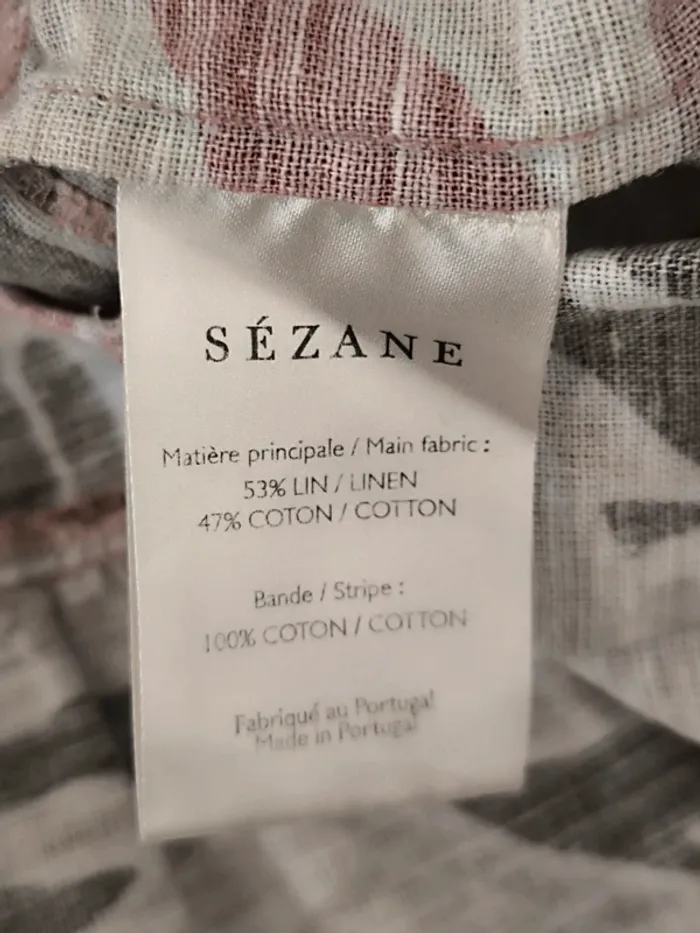 SÉZANE
Matière principale / Main fabric :
53% LIN / LINEN
47% COTON / COTTON
Bande / Stripe :
100% COTON / COTTON
Fabriqué au Portugal
Made in Portugal